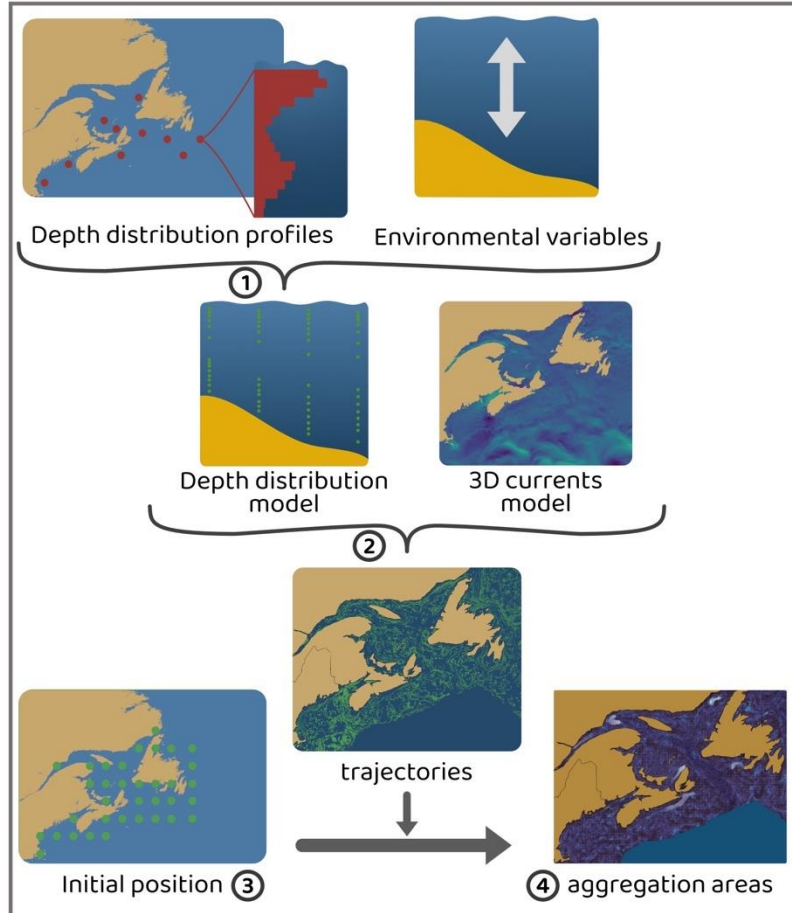 Depth distribution profiles
Environmental variables
1
Depth distribution
model
3D currents
model
2
trajectories
Initial position 3
4 aggregation areas